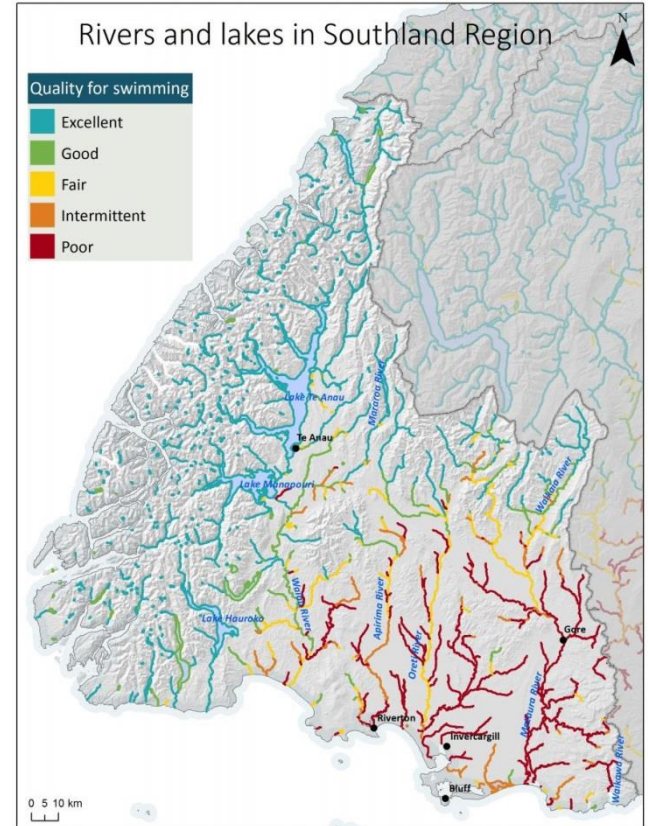 Rivers and lakes in Southland Region
N
Quality for swimming
Excellent
Good
Fair
Intermittent
Poor
Lake Te Anau
Mararoa River
Te Anau
Lake Manapouri
Waikaia River
Waiau River
Lake Hauroko
Apirima River
Oreti River
Gore
Mataura River
Riverton
Invercargill
Waikawa River
Bluff
0 5 10 km